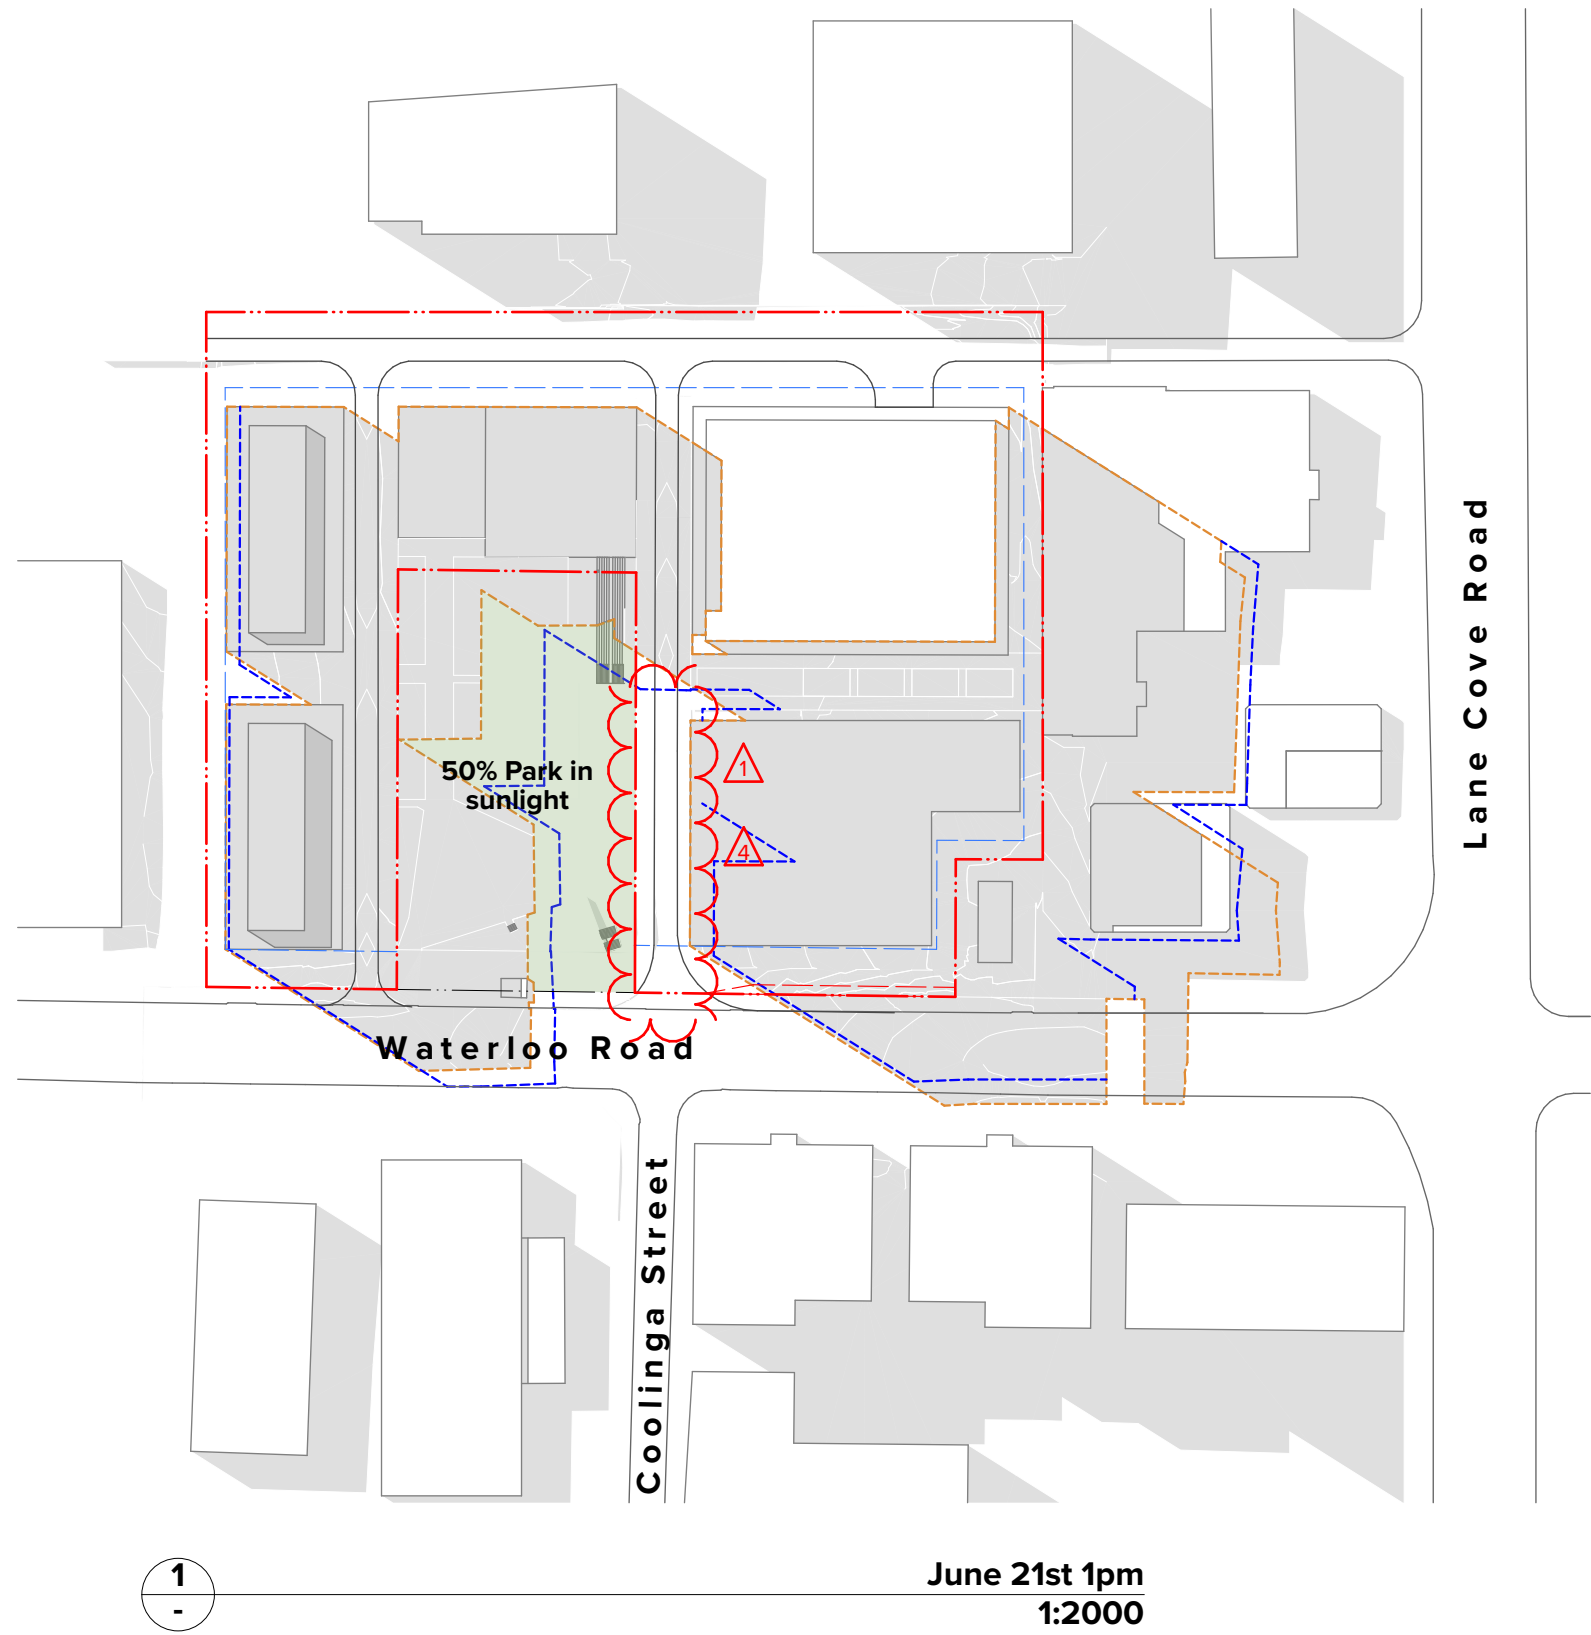 Lane Cove Road
50% Park in
sunlight
1
4
Waterloo Road
Coolinga Street
1
-
June 21st 1pm
1:2000